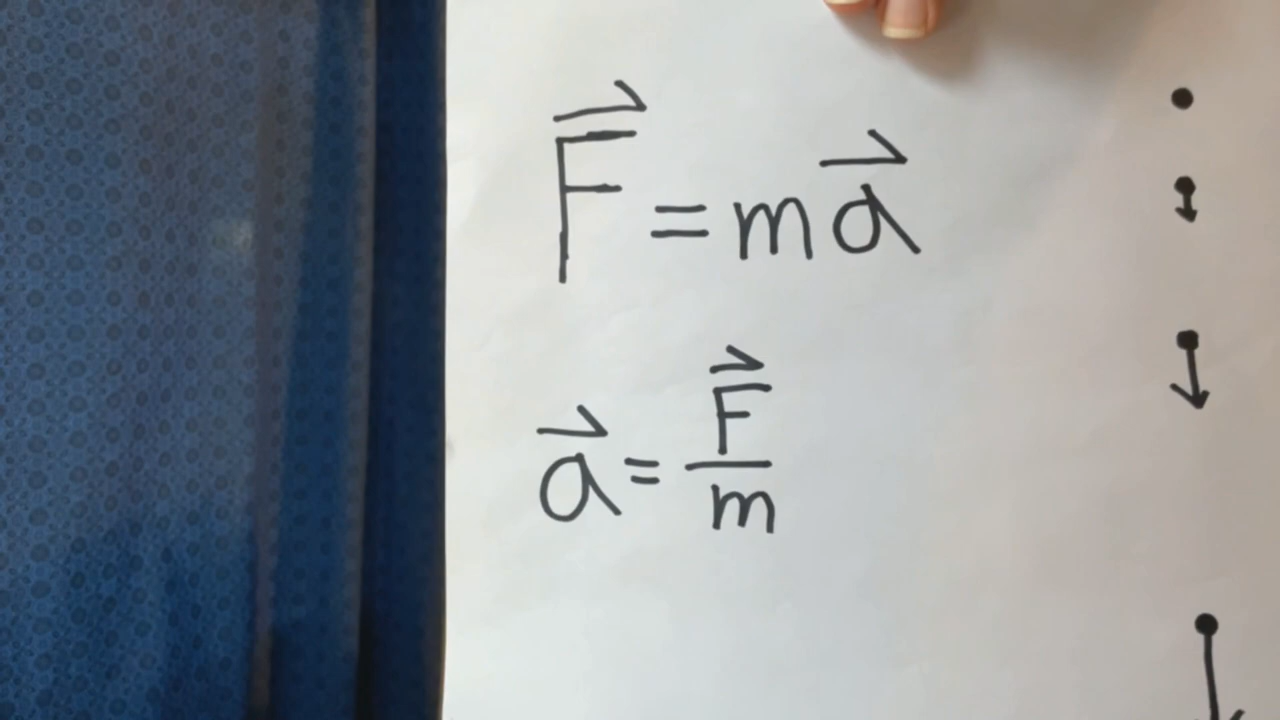 F⃗ = ma⃗
a⃗ = F⃗/m